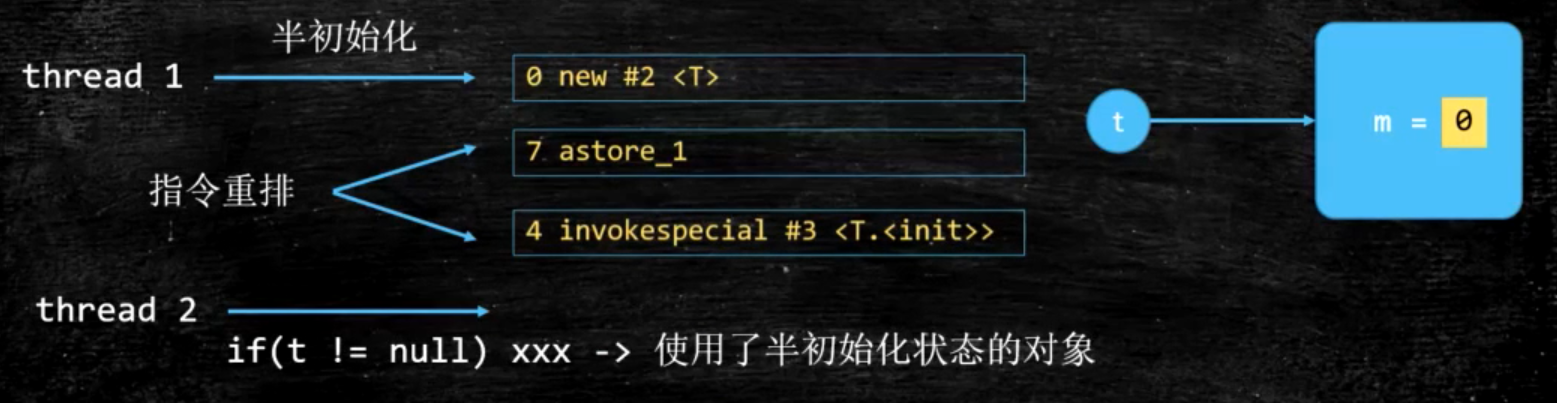 半初始化
thread 1
0 new #2 <T>
t
m = 0
7 astore_1
指令重排
4 invokespecial #3 <T.<init>>
thread 2
if(t != null) xxx -> 使用了半初始化状态的对象